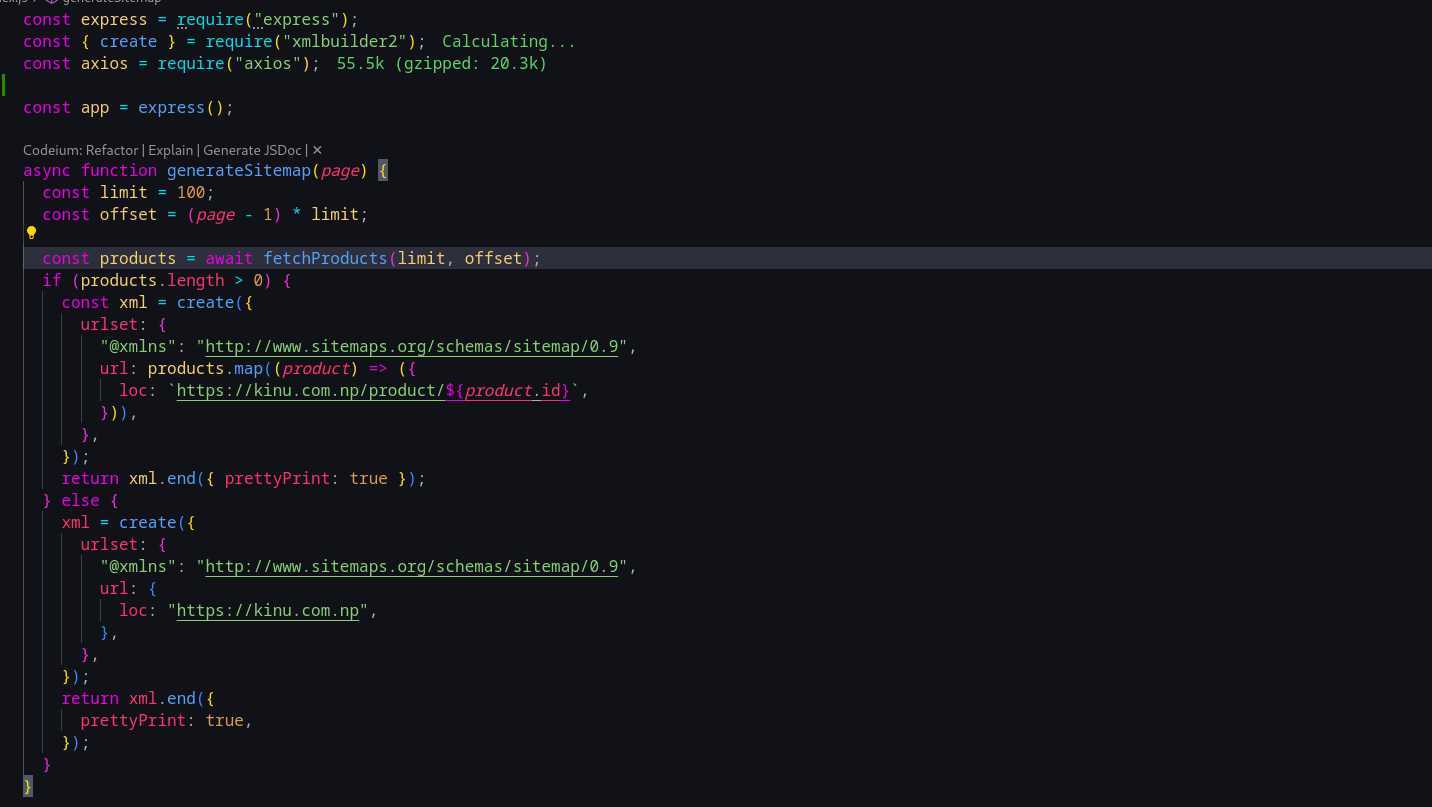 generateSitemap
const express = require("express");
const { create } = require("xmlbuilder2"); Calculating...
const axios = require("axios"); 55.5k (gzipped: 20.3k)

const app = express();

Codeium: Refactor | Explain | Generate JSDoc | ✕
async function generateSitemap(page) {
  const limit = 100;
  const offset = (page - 1) * limit;

  const products = await fetchProducts(limit, offset);
  if (products.length > 0) {
    const xml = create({
      urlset: {
        "@xmlns": "http://www.sitemaps.org/schemas/sitemap/0.9",
        url: products.map((product) => ({
          loc: `https://kinu.com.np/product/${product.id}`,
        })),
      },
    });
    return xml.end({ prettyPrint: true });
  } else {
    xml = create({
      urlset: {
        "@xmlns": "http://www.sitemaps.org/schemas/sitemap/0.9",
        url: {
          loc: "https://kinu.com.np",
        },
      },
    });
    return xml.end({
      prettyPrint: true,
    });
  }
}